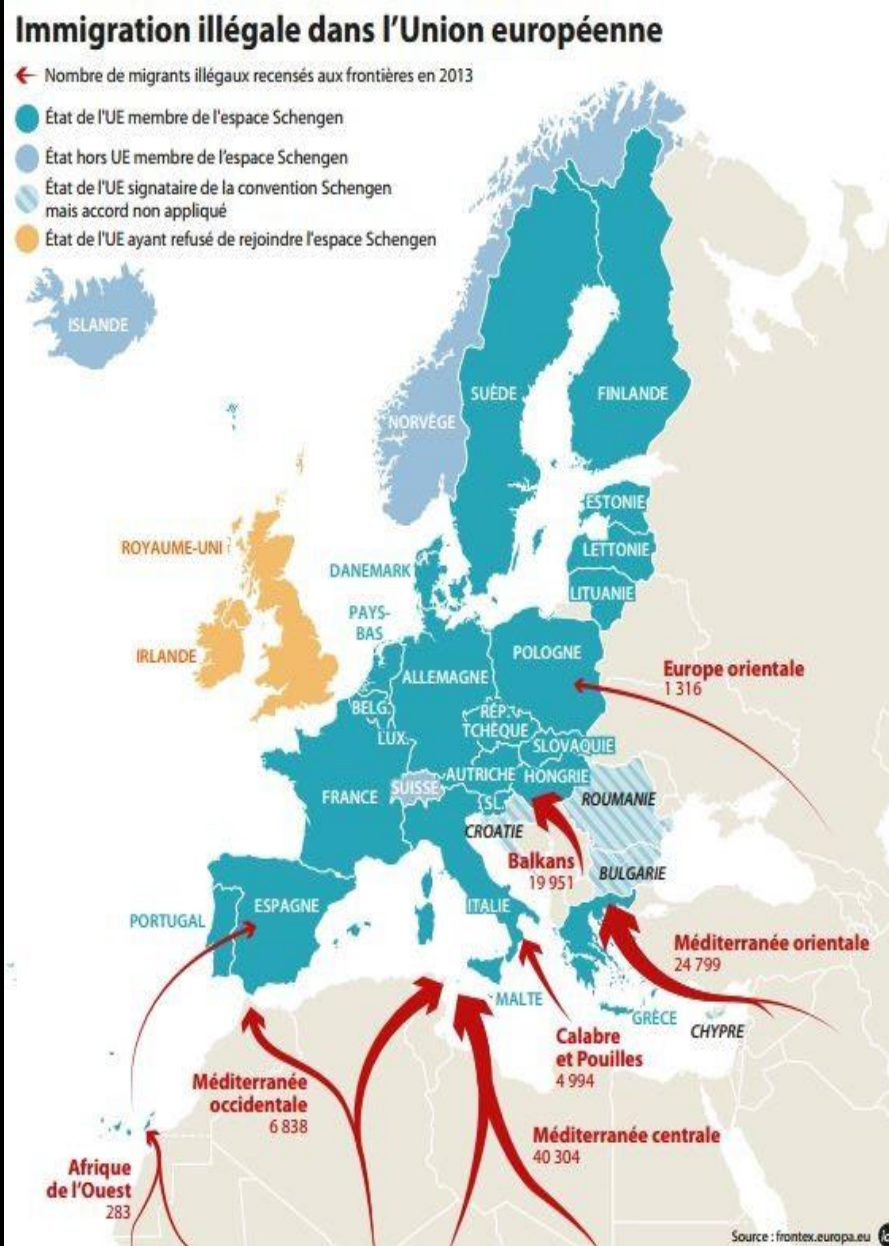 Immigration illégale dans l'Union européenne
Nombre de migrants illégaux recensés aux frontières en 2013
État de l'UE membre de l'espace Schengen
État hors UE membre de l'espace Schengen
État de l'UE signataire de la convention Schengen
mais accord non appliqué
État de l'UE ayant refusé de rejoindre l'espace Schengen
ISLANDE
SUÈDE
FINLANDE
NORVÈGE
ESTONIE
ROYAUME-UNI
LETTONIE
DANEMARK
LITUANIE
PAYS-
BAS
IRLANDE
POLOGNE
Europe orientale
1 316
ALLEMAGNE
BELG.
RÉP.
TCHÈQUE
LUX.
SLOVAQUIE
AUTRICHE
HONGRIE
SUISSE
FRANCE
ROUMANIE
SL.
CROATIE
Balkans
19 951
BULGARIE
ESPAGNE
ITALIE
PORTUGAL
Méditerranée orientale
24 799
MALTE
GRÈCE
CHYPRE
Calabre
et Pouilles
4 994
Méditerranée
occidentale
6 838
Méditerranée centrale
40 304
Afrique
de l'Ouest
283
Source : frontex.europa.eu